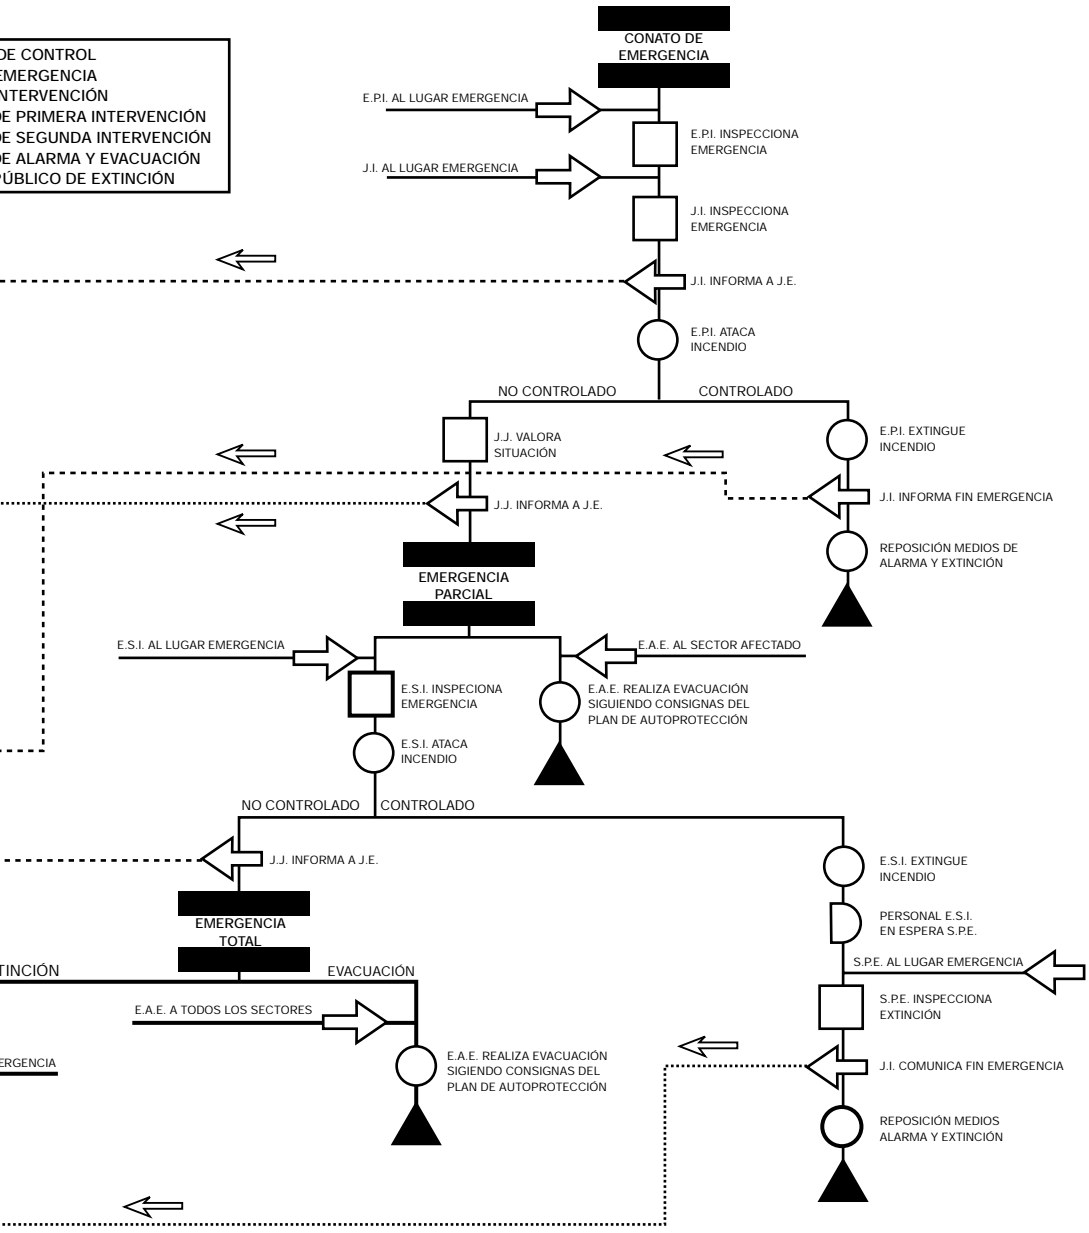 DE CONTROL
EMERGENCIA
INTERVENCIÓN
DE PRIMERA INTERVENCIÓN
DE SEGUNDA INTERVENCIÓN
DE ALARMA Y EVACUACIÓN
PÚBLICO DE EXTINCIÓN
CONATO DE
EMERGENCIA
E.P.I. AL LUGAR EMERGENCIA
E.P.I. INSPECCIONA
EMERGENCIA
J.I. AL LUGAR EMERGENCIA
J.I. INSPECCIONA
EMERGENCIA
J.I. INFORMA A J.E.
E.P.I. ATACA
INCENDIO
NO CONTROLADO
CONTROLADO
J.J. VALORA
SITUACIÓN
E.P.I. EXTINGUE
INCENDIO
J.I. INFORMA FIN EMERGENCIA
J.J. INFORMA A J.E.
REPOSICIÓN MEDIOS DE
ALARMA Y EXTINCIÓN
EMERGENCIA
PARCIAL
E.S.I. AL LUGAR EMERGENCIA
E.A.E. AL SECTOR AFECTADO
E.S.I. INSPECIONA
EMERGENCIA
E.A.E. REALIZA EVACUACIÓN
SIGUIENDO CONSIGNAS DEL
PLAN DE AUTOPROTECCIÓN
E.S.I. ATACA
INCENDIO
NO CONTROLADO
CONTROLADO
J.J. INFORMA A J.E.
E.S.I. EXTINGUE
INCENDIO
EMERGENCIA
TOTAL
PERSONAL E.S.I.
EN ESPERA S.P.E.
S.P.E. AL LUGAR EMERGENCIA
TINCIÓN
EVACUACIÓN
E.A.E. A TODOS LOS SECTORES
S.P.E. INSPECCIONA
EXTINCIÓN
ERGENCIA
E.A.E. REALIZA EVACUACIÓN
SIGIENDO CONSIGNAS DEL
PLAN DE AUTOPROTECCIÓN
J.I. COMUNICA FIN EMERGENCIA
REPOSICIÓN MEDIOS
ALARMA Y EXTINCIÓN